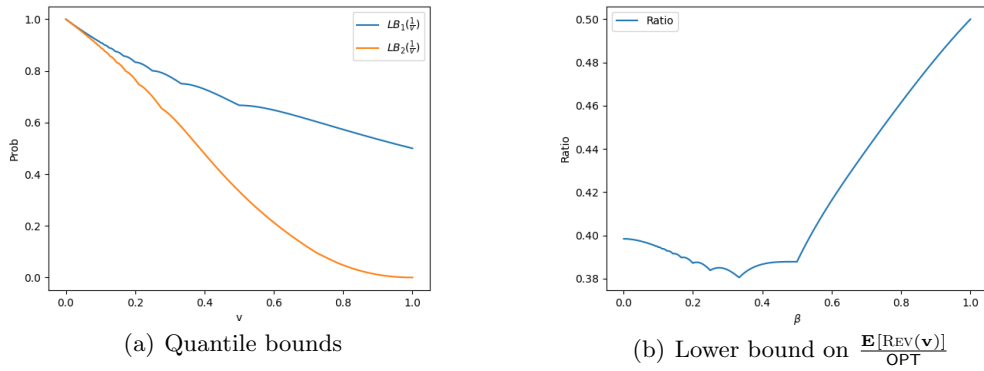 1.0
0.8
0.6
0.4
0.2
0.0
Prob
0.0 0.2 0.4 0.6 0.8 1.0
v
LB₁(1/v)
LB₂(1/v)
(a) Quantile bounds
0.50
0.48
0.46
0.44
0.42
0.40
0.38
Ratio
0.0 0.2 0.4 0.6 0.8 1.0
β
Ratio
(b) Lower bound on E[REV(v)]/OPT